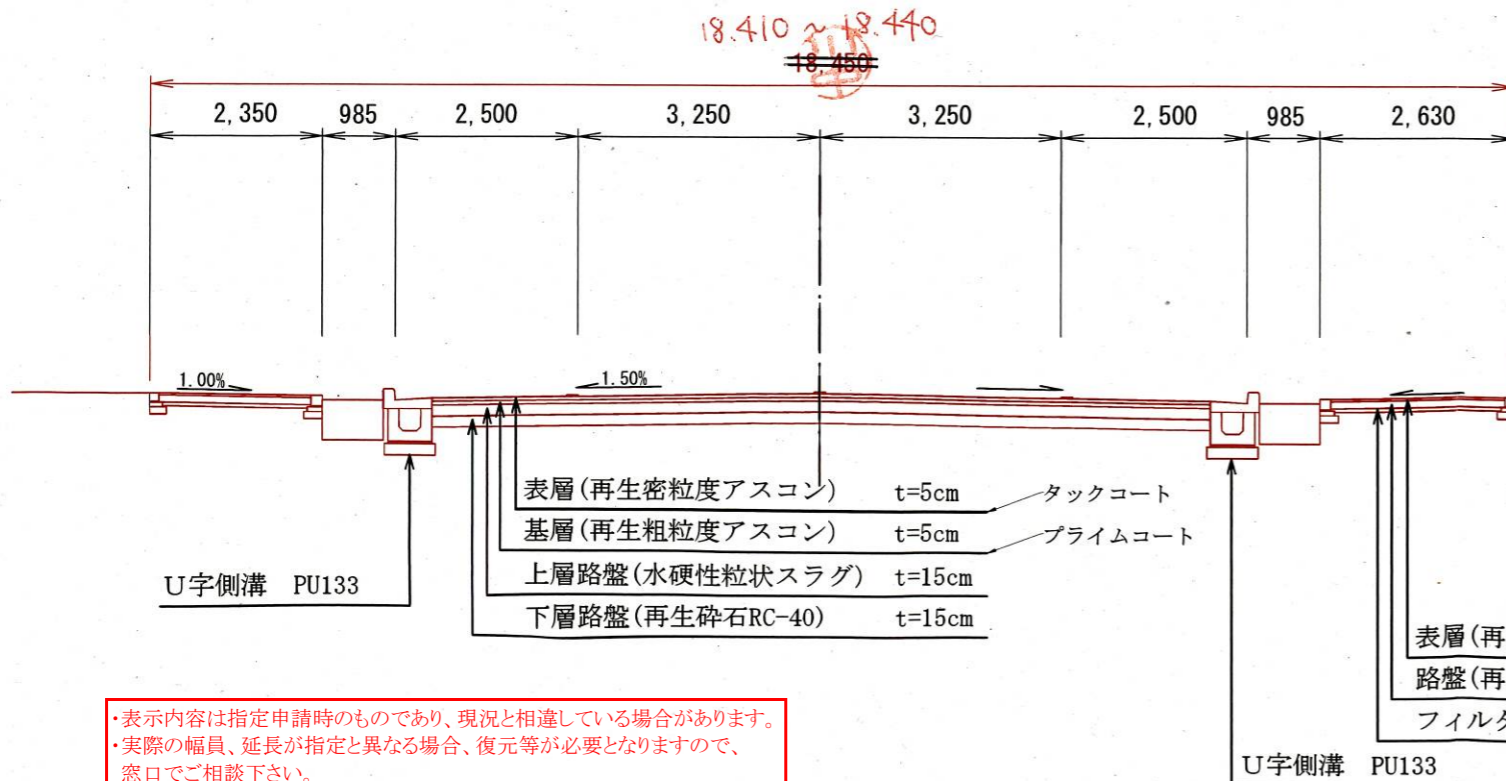 18.410 ~ 18.440
18,450
2,350 985 2,500 3,250 3,250 2,500 985 2,630
1.00%
1.50%
表層(再生密粒度アスコン) t=5cm
タックコート
基層(再生粗粒度アスコン) t=5cm
プライムコート
上層路盤(水硬性粒状スラグ) t=15cm
下層路盤(再生砕石RC-40) t=15cm
U字側溝 PU133
表層(再
路盤(再
フィルタ
U字側溝 PU133
・表示内容は指定申請時のものであり、現況と相違している場合があります。
・実際の幅員、延長が指定と異なる場合、復元等が必要となりますので、
窓口でご相談下さい。